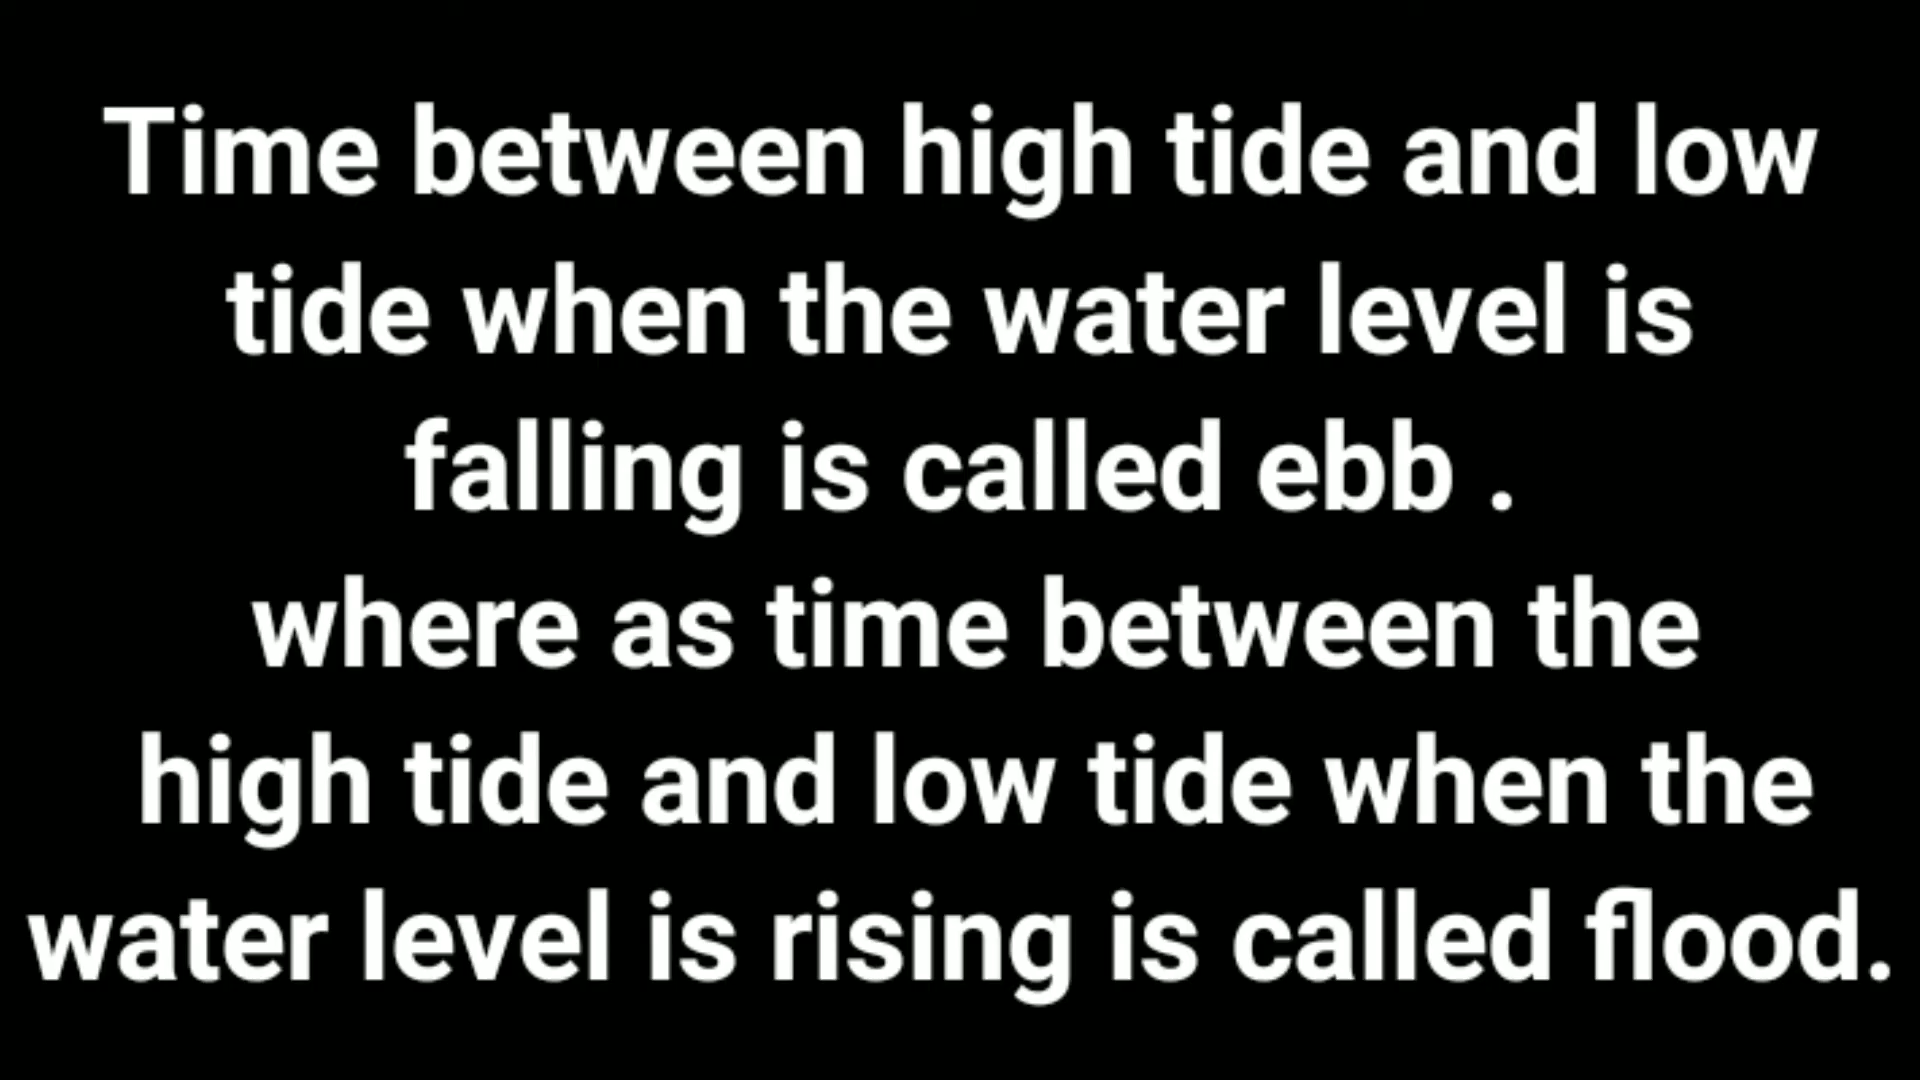 Time between high tide and low
tide when the water level is
falling is called ebb .
where as time between the
high tide and low tide when the
water level is rising is called flood.